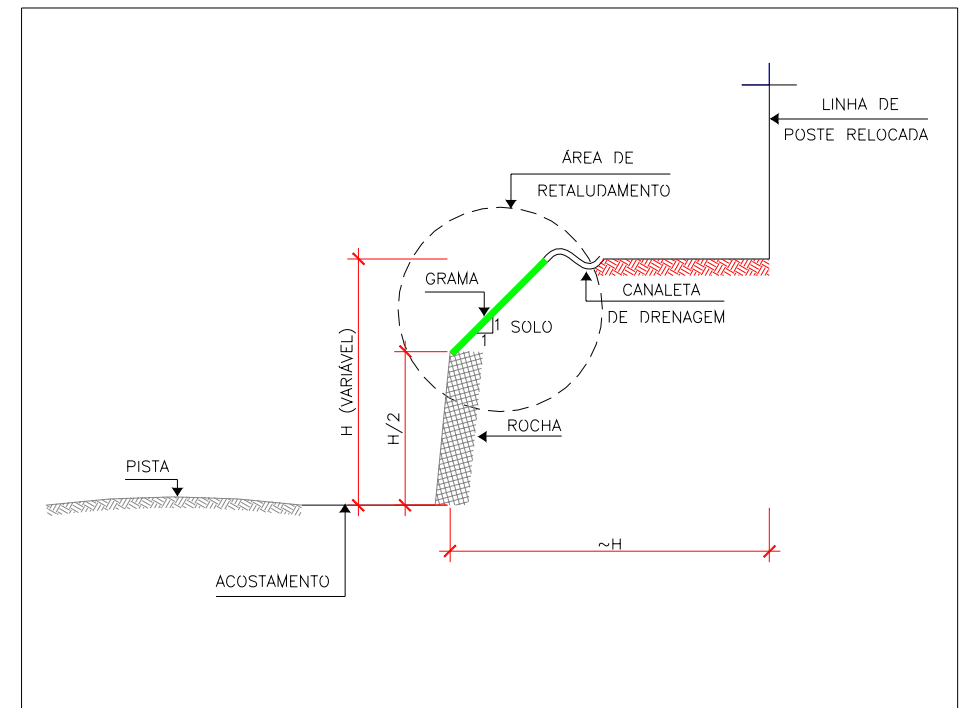 LINHA DE
POSTE RELOCADA
ÁREA DE
RETALUDAMENTO
GRAMA
1
1
SOLO
CANALETA
DE DRENAGEM
H (VARIÁVEL)
H/2
ROCHA
PISTA
~H
ACOSTAMENTO